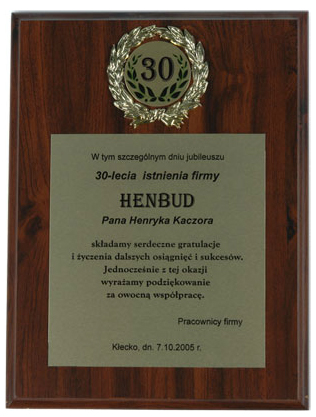 30
W tym szczególnym dniu jubileuszu
30-lecia istnienia firmy
HENBUD
Pana Henryka Kaczora
składamy serdeczne gratulacje
i życzenia dalszych osiągnięć i sukcesów.
Jednocześnie z tej okazji
wyrażamy podziękowanie
za owocną współpracę.
Pracownicy firmy
Kłecko, dn. 7.10.2005 r.